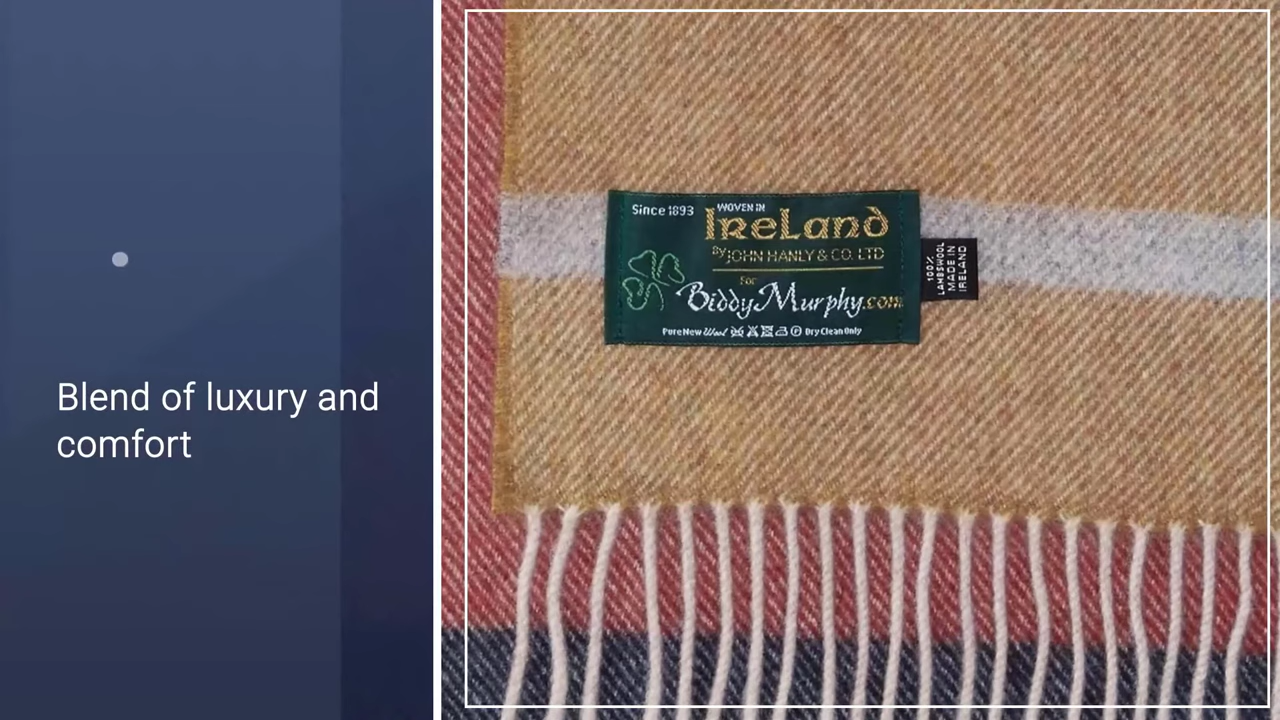 Blend of luxury and
comfort
Since 1893
WOVEN IN
IReLand
By JOHN HANLY & CO. LTD
For
BiddyMurphy.com
Pure New Wool
Dry Clean Only
100%
LAMBSWOOL
MADE IN
IRELAND